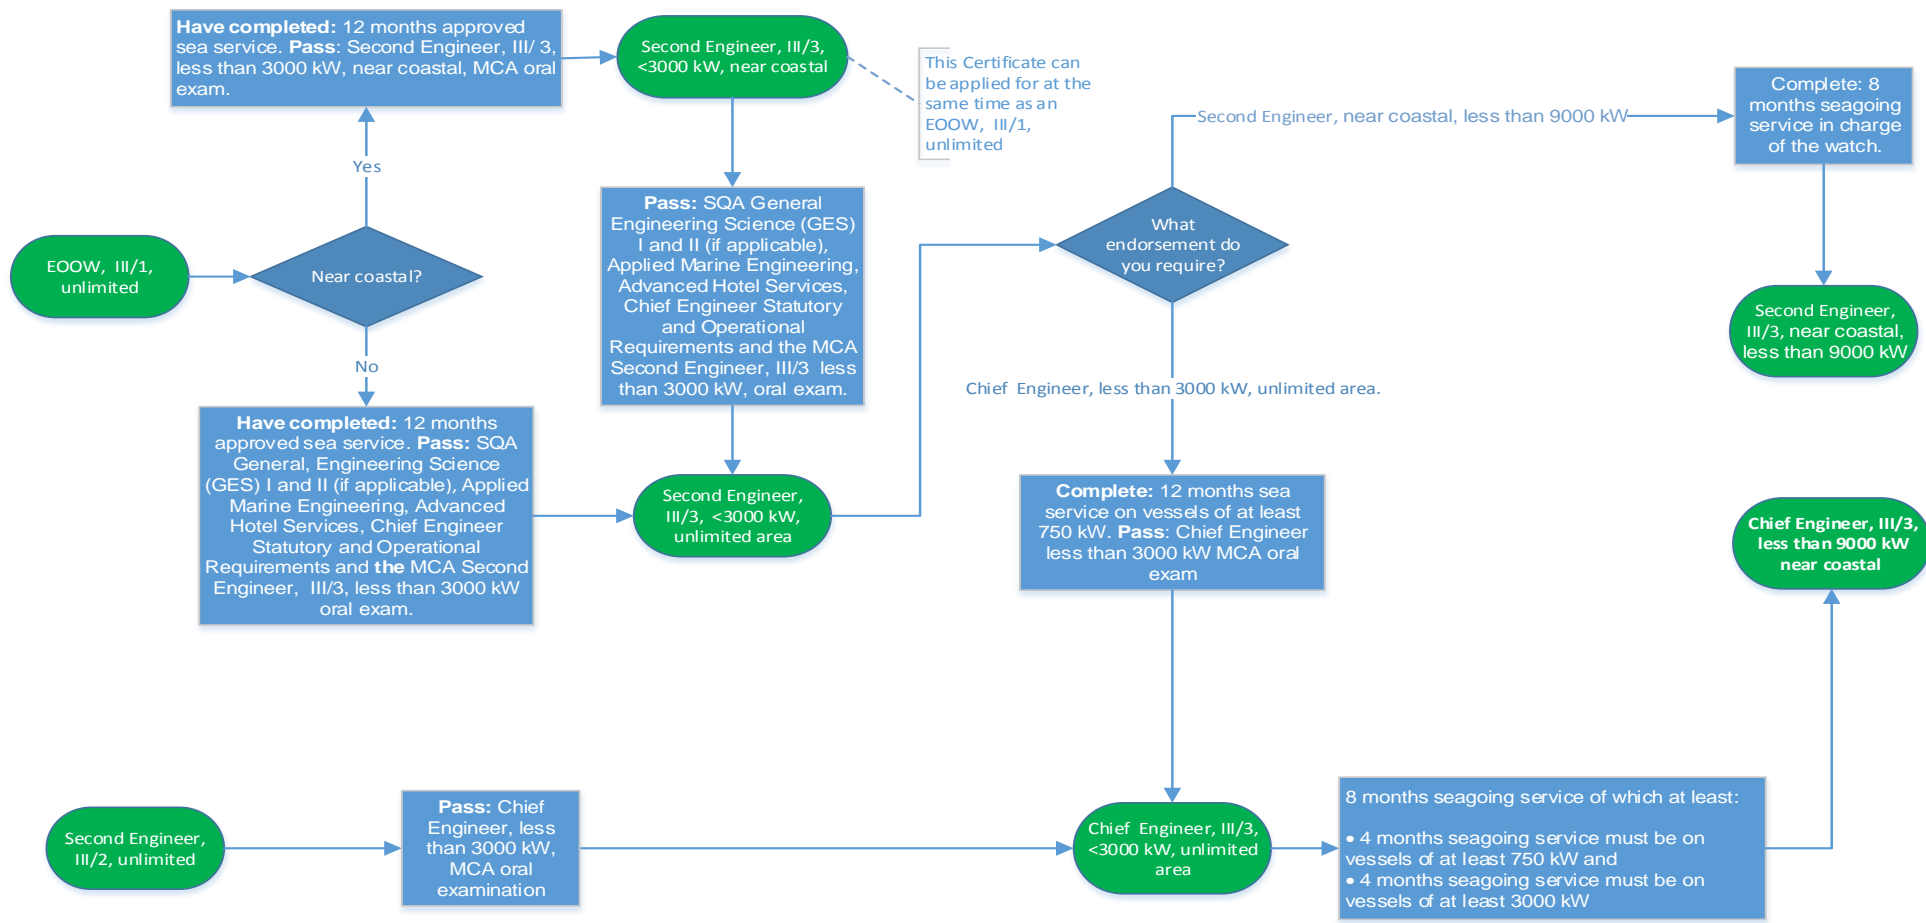 Have completed: 12 months approved
sea service. Pass: Second Engineer, III/ 3,
less than 3000 kW, near coastal, MCA oral
exam.
Second Engineer, III/3,
<3000 kW, near coastal
This Certificate can
be applied for at the
same time as an
EOOW, III/1,
unlimited
Second Engineer, near coastal, less than 9000 kW
Complete: 8
months seagoing
service in charge
of the watch.
Yes
EOOW, III/1,
unlimited
Near coastal?
No
Pass: SQA General
Engineering Science (GES)
I and II (if applicable),
Applied Marine Engineering,
Advanced Hotel Services,
Chief Engineer Statutory
and Operational
Requirements and the MCA
Second Engineer, III/3 less
than 3000 kW, oral exam.
What
endorsement do
you require?
Second Engineer,
III/3, near coastal,
less than 9000 kW
Chief Engineer, less than 3000 kW, unlimited area.
Have completed: 12 months
approved sea service. Pass: SQA
General, Engineering Science
(GES) I and II (if applicable), Applied
Marine Engineering, Advanced
Hotel Services, Chief Engineer
Statutory and Operational
Requirements and the MCA Second
Engineer, III/3, less than 3000 kW
oral exam.
Second Engineer,
III/3, <3000 kW,
unlimited area
Complete: 12 months sea
service on vessels of at least
750 kW. Pass: Chief Engineer
less than 3000 kW MCA oral
exam
Chief Engineer, III/3,
less than 9000 kW
near coastal
Second Engineer,
III/2, unlimited
Pass: Chief
Engineer, less
than 3000 kW,
MCA oral
examination
Chief Engineer, III/3,
<3000 kW, unlimited
area
8 months seagoing service of which at least:
• 4 months seagoing service must be on
vessels of at least 750 kW and
• 4 months seagoing service must be on
vessels of at least 3000 kW